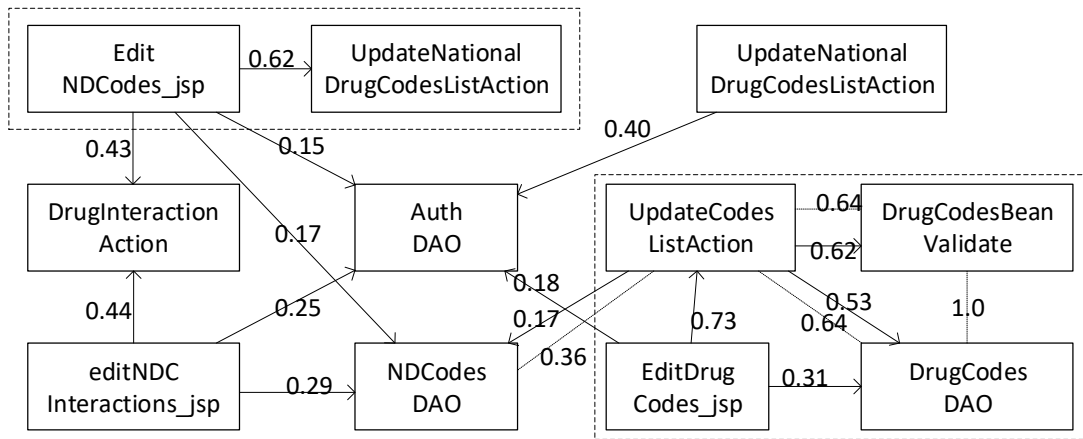 Edit
NDCodes_jsp
0.62
UpdateNational
DrugCodesListAction
UpdateNational
DrugCodesListAction
0.43
0.15
0.40
DrugInteraction
Action
0.17
Auth
DAO
UpdateCodes
ListAction
0.64
0.62
DrugCodesBean
Validate
0.44
0.25
0.18
0.17
0.36
0.73
0.53
0.64
1.0
editNDC
Interactions_jsp
0.29
NDCodes
DAO
EditDrug
Codes_jsp
0.31
DrugCodes
DAO